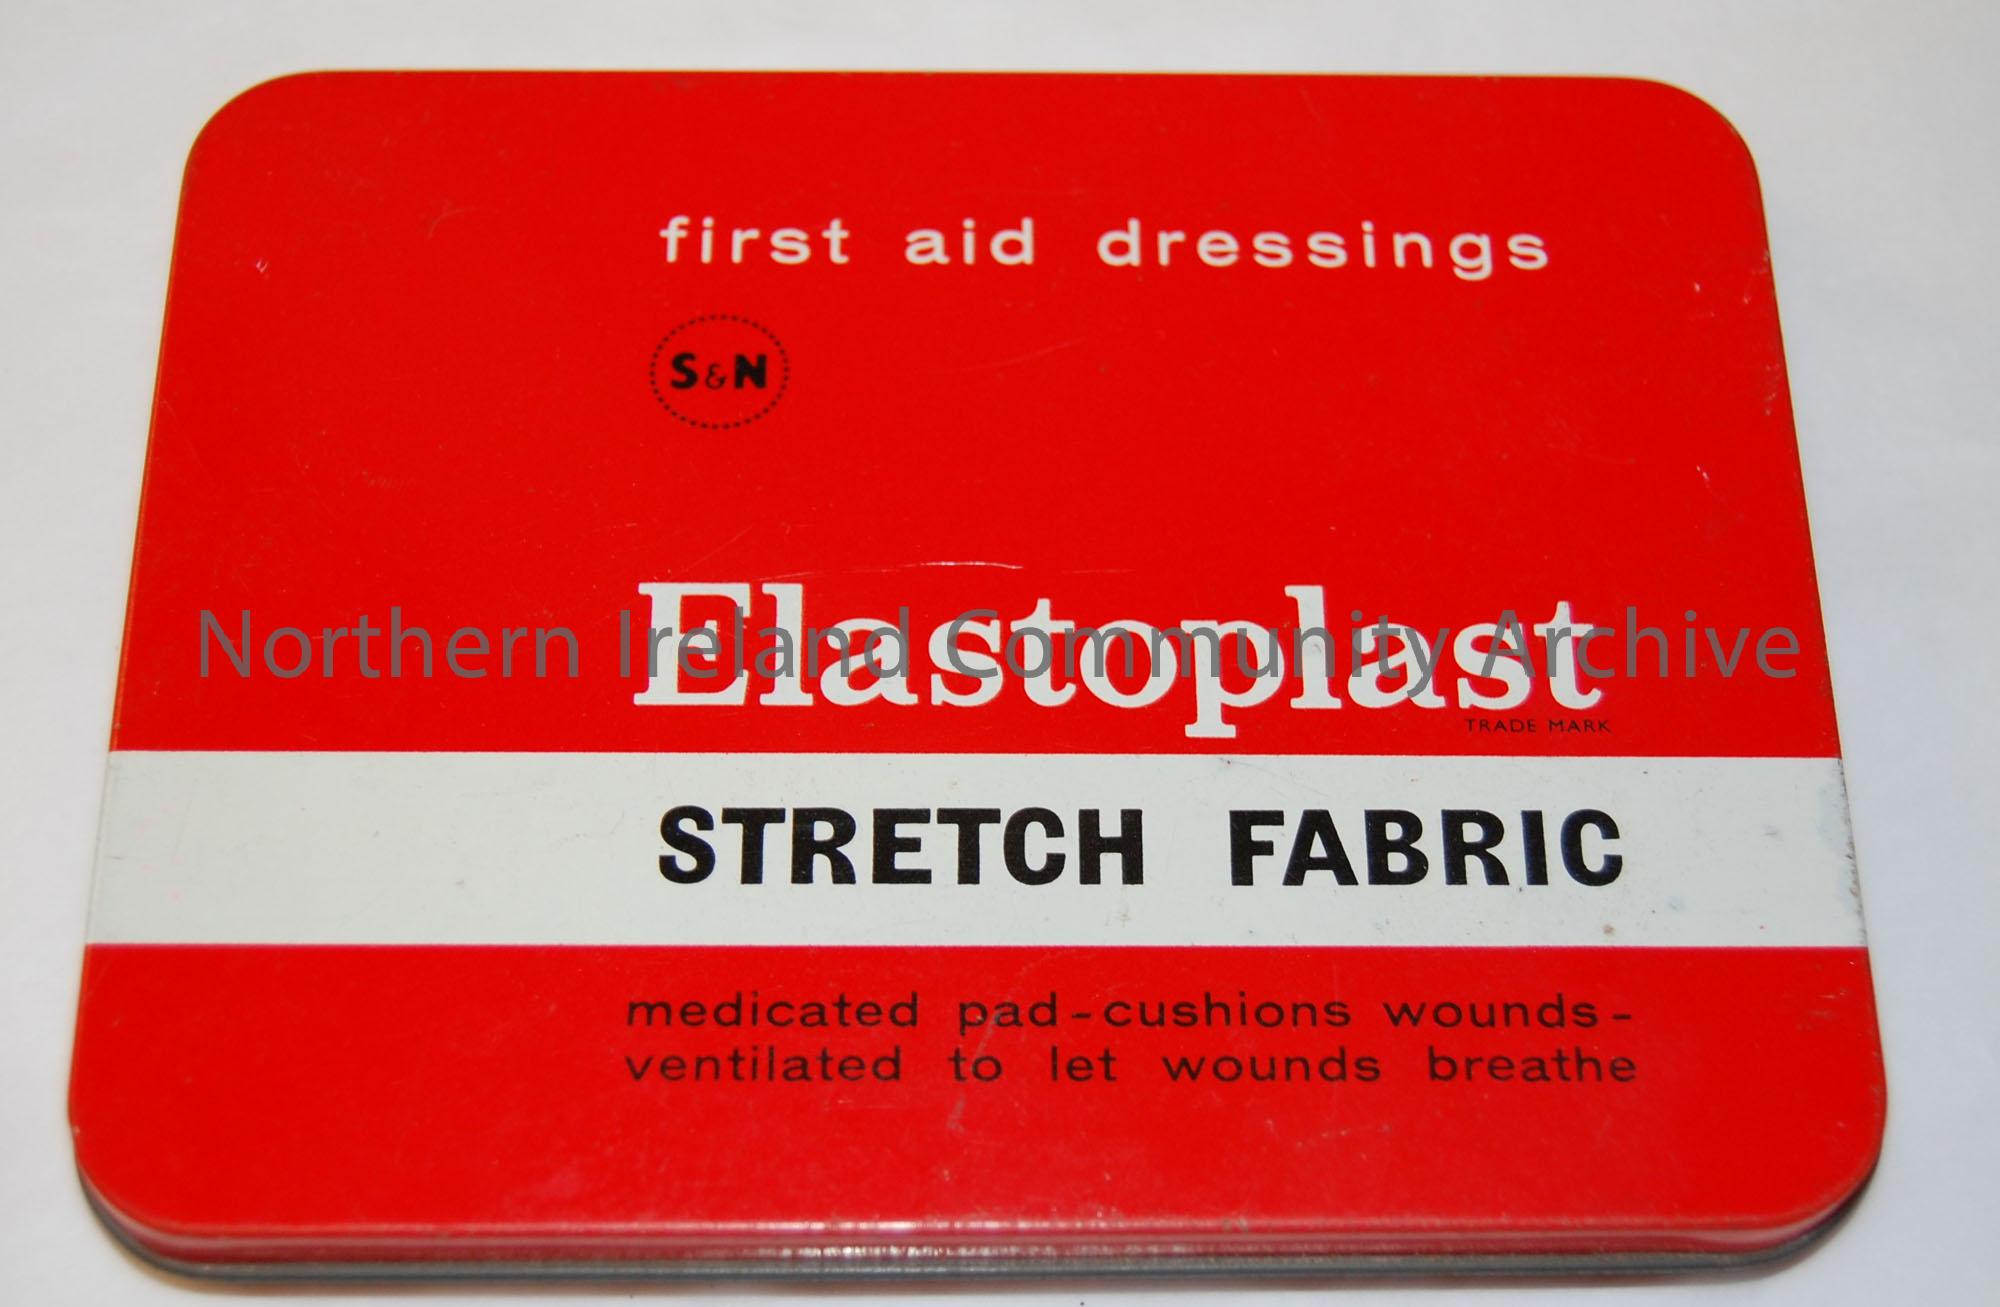 first aid dressings
S&N
Elastoplast
TRADE MARK
Northern Ireland Community Archive
STRETCH FABRIC
medicated pad-cushions wounds-
ventilated to let wounds breathe